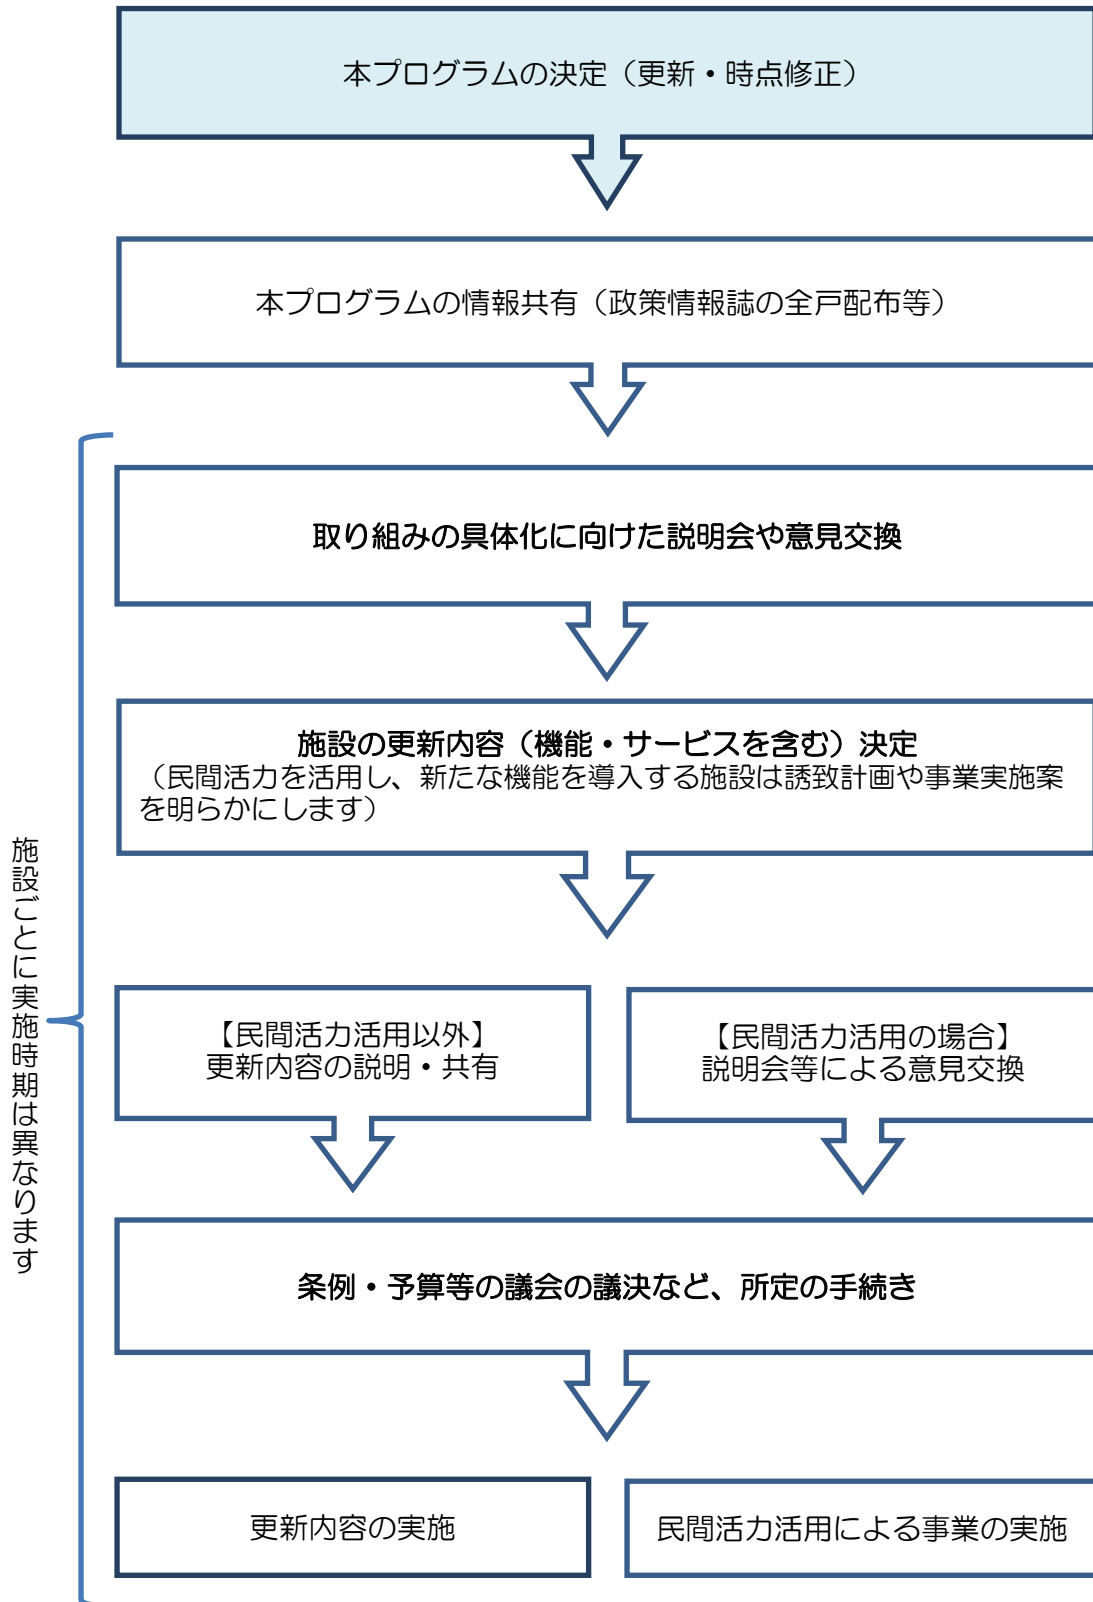 本プログラムの決定（更新・時点修正）
本プログラムの情報共有（政策情報誌の全戸配布等）
取り組みの具体化に向けた説明会や意見交換
施設の更新内容（機能・サービスを含む）決定
（民間活力を活用し、新たな機能を導入する施設は誘致計画や事業実施案
を明らかにします）
施設ごとに実施時期は異なります
【民間活力活用以外】
更新内容の説明・共有
【民間活力活用の場合】
説明会等による意見交換
条例・予算等の議会の議決など、所定の手続き
更新内容の実施
民間活力活用による事業の実施